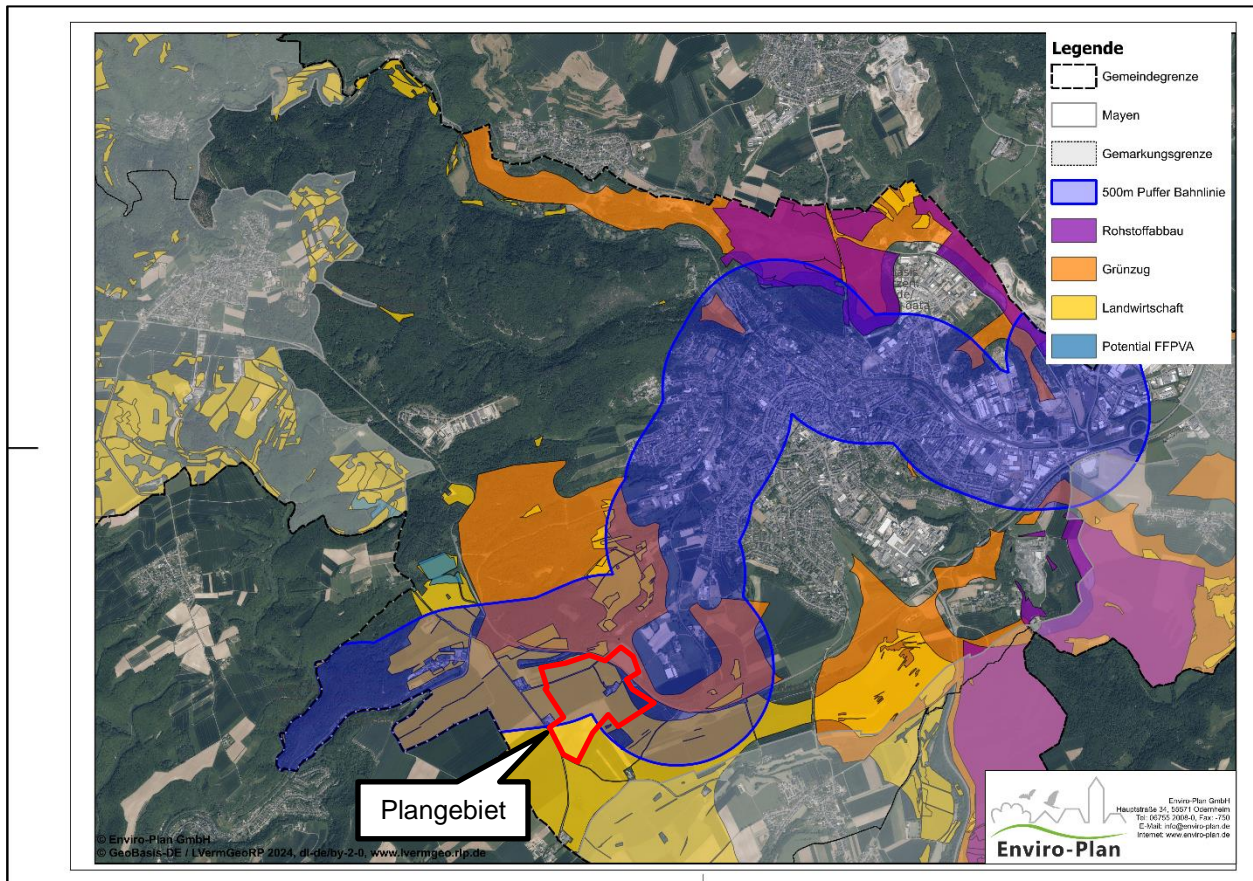 Legende
Gemeindegrenze
Mayen
Gemarkungsgrenze
500m Puffer Bahnlinie
Rohstoffabbau
Grünzug
Landwirtschaft
Potential FFPVA
Plangebiet
© Enviro-Plan GmbH
© GeoBasis-DE / LVermGeoRP 2024, dl-de/by-2-0, www.lvermgeo.rlp.de
Enviro-Plan GmbH
Hauptstraße 34, 55571 Odernheim
Tel: 06755 2008-0, Fax: -750
E-Mail: info@enviro-plan.de
Internet: www.enviro-plan.de
Enviro-Plan